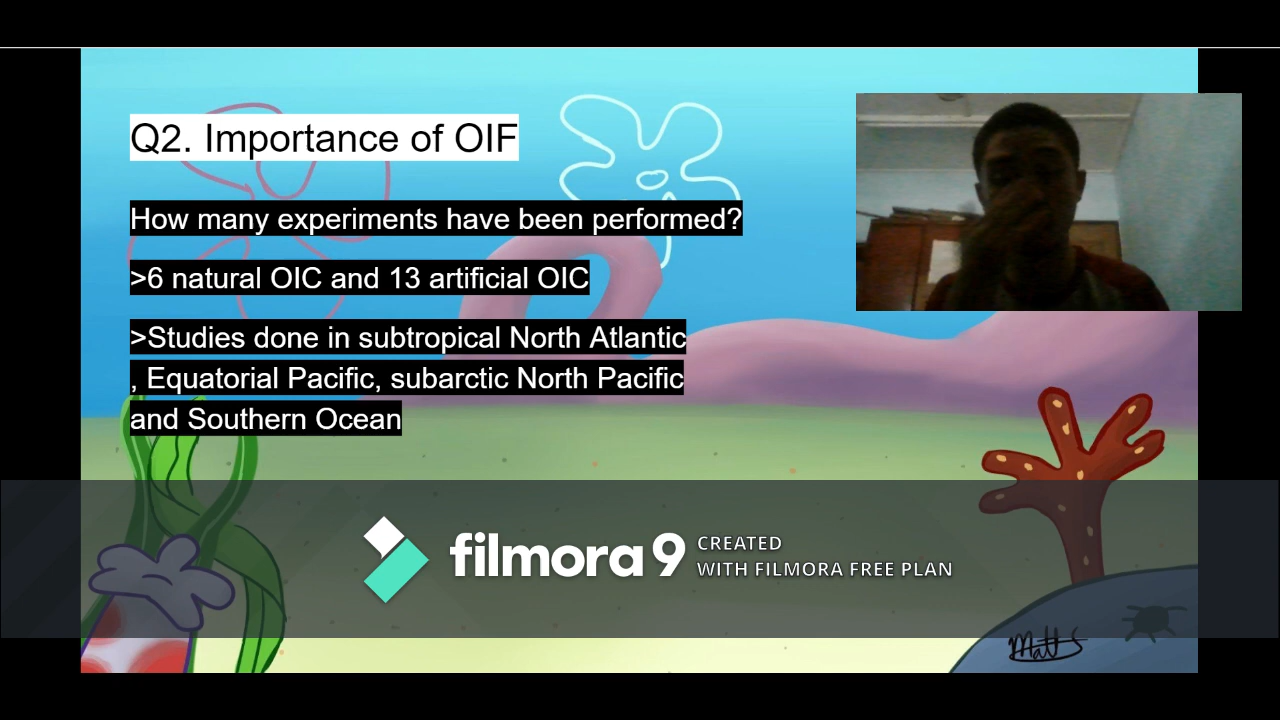 Q2. Importance of OIF
How many experiments have been performed?
>6 natural OIC and 13 artificial OIC
>Studies done in subtropical North Atlantic
, Equatorial Pacific, subarctic North Pacific
and Southern Ocean
filmora9
CREATED
WITH FILMORA FREE PLAN
Matt S